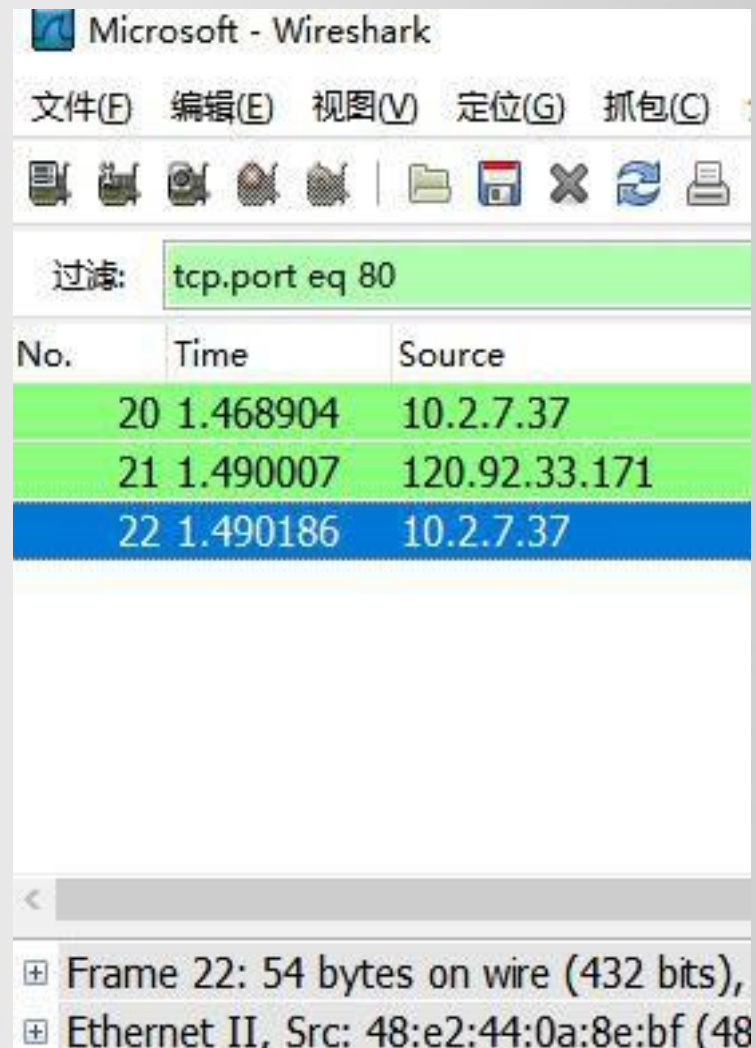 Microsoft - Wireshark
文件(F) 编辑(E) 视图(V) 定位(G) 抓包(C)
过滤: tcp.port eq 80
No. Time Source
20 1.468904 10.2.7.37
21 1.490007 120.92.33.171
22 1.490186 10.2.7.37
Frame 22: 54 bytes on wire (432 bits),
Ethernet II, Src: 48:e2:44:0a:8e:bf (48